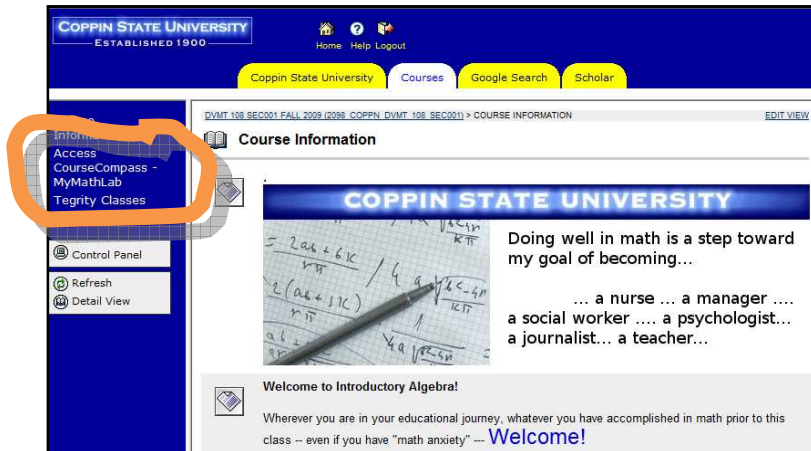 COPPIN STATE UNIVERSITY
ESTABLISHED 1900
Home Help Logout
Coppin State University Courses Google Search Scholar
DVMT 108 SEC001 FALL 2009 (2098_COPPN_DVMT_108_SEC001) > COURSE INFORMATION EDIT VIEW
Course Information
Access
CourseCompass -
MyMathLab
Tegrity Classes
Control Panel
Refresh
Detail View
COPPIN STATE UNIVERSITY
Doing well in math is a step toward
my goal of becoming...
... a nurse ... a manager ....
a social worker .... a psychologist...
a journalist... a teacher...
Welcome to Introductory Algebra!
Wherever you are in your educational journey, whatever you have accomplished in math prior to this
class -- even if you have "math anxiety" --- Welcome!